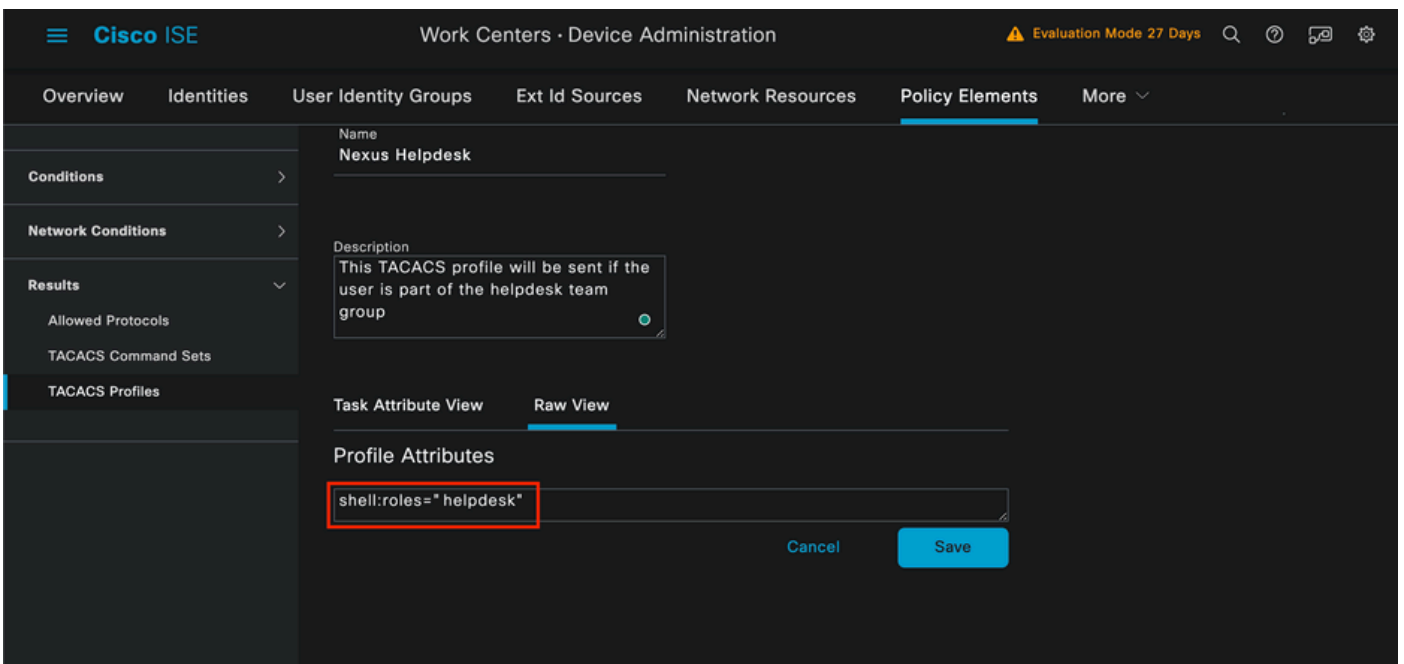 Cisco ISE
Work Centers · Device Administration
Evaluation Mode 27 Days
Overview
Identities
User Identity Groups
Ext Id Sources
Network Resources
Policy Elements
More
Conditions
Network Conditions
Results
Allowed Protocols
TACACS Command Sets
TACACS Profiles
Name
Nexus Helpdesk
Description
This TACACS profile will be sent if the
user is part of the helpdesk team
group
Task Attribute View
Raw View
Profile Attributes
shell:roles=" helpdesk"
Cancel
Save